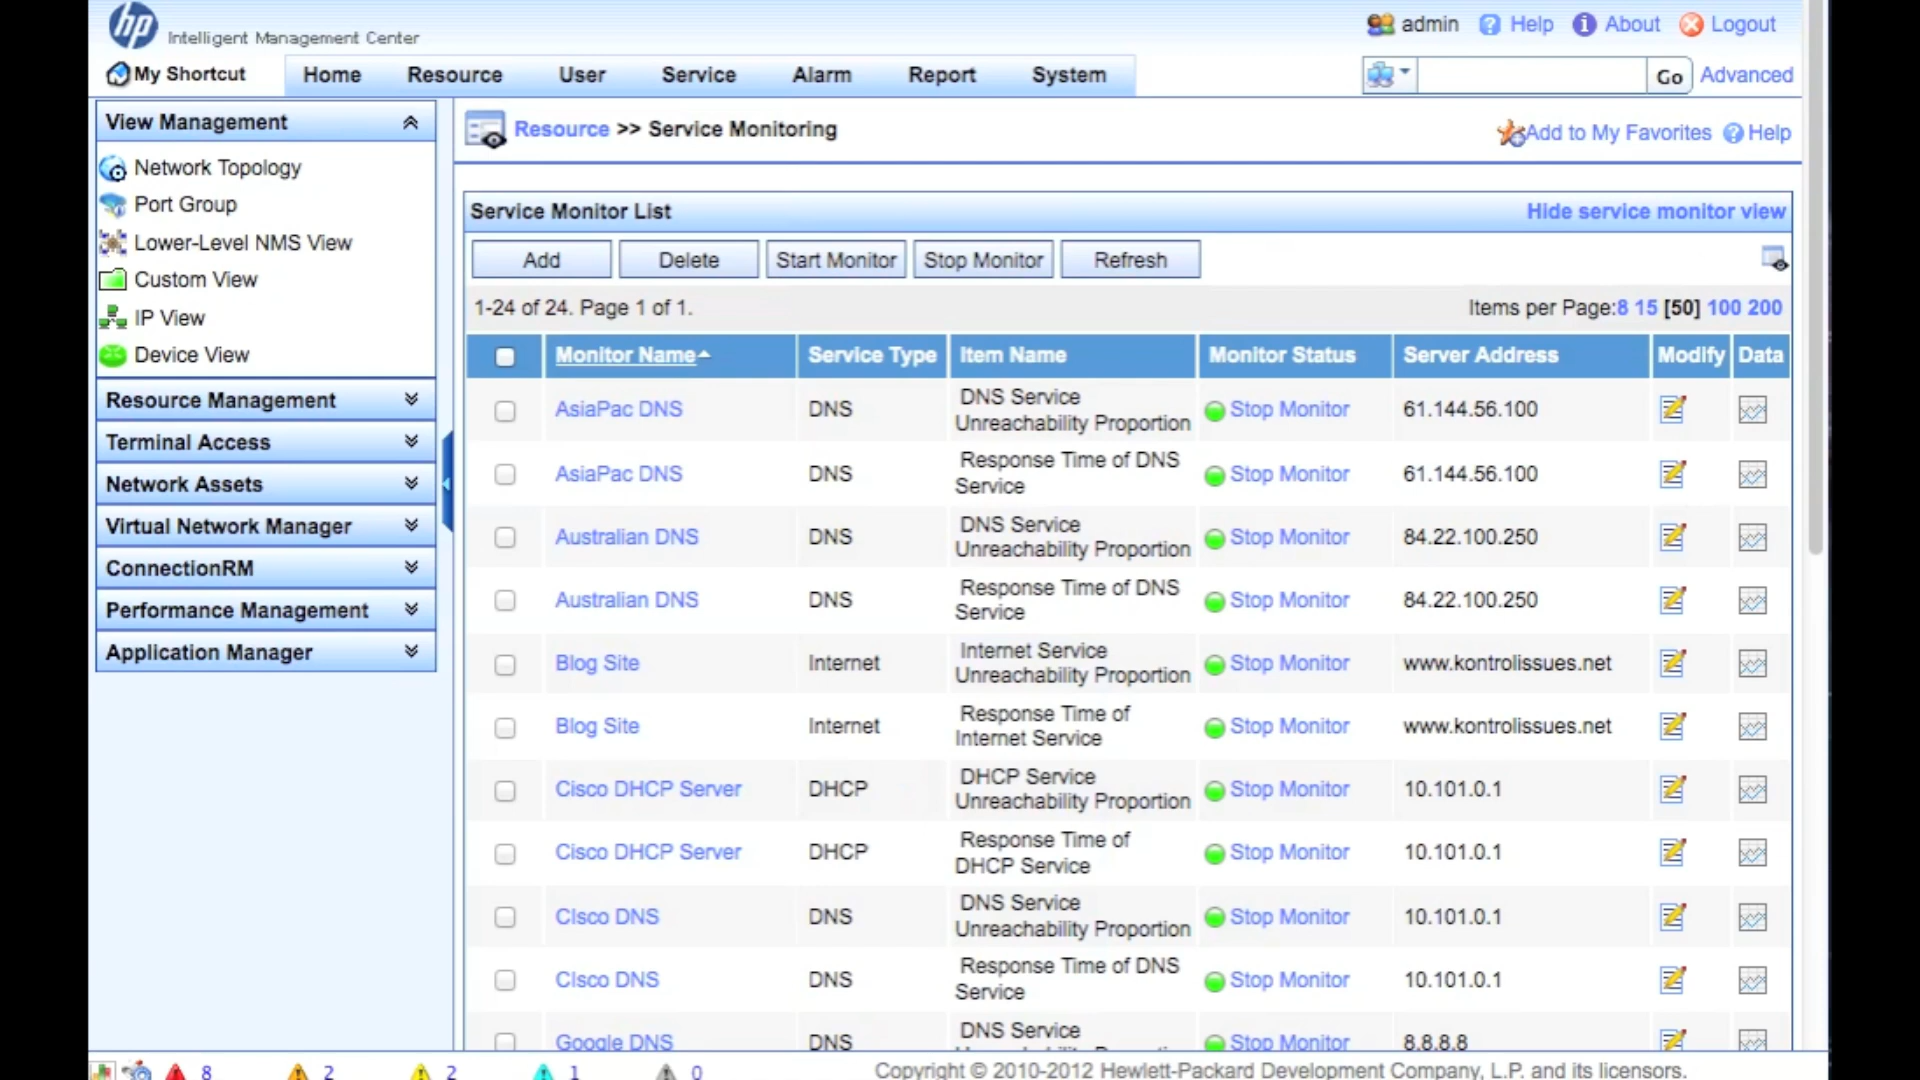 hp Intelligent Management Center
admin Help About Logout
My Shortcut Home Resource User Service Alarm Report System Go Advanced
View Management
Network Topology
Port Group
Lower-Level NMS View
Custom View
IP View
Device View
Resource Management
Terminal Access
Network Assets
Virtual Network Manager
ConnectionRM
Performance Management
Application Manager
Resource >> Service Monitoring
Add to My Favorites Help
Service Monitor List Hide service monitor view
Add Delete Start Monitor Stop Monitor Refresh
1-24 of 24. Page 1 of 1. Items per Page:8 15 [50] 100 200
Monitor Name Service Type Item Name Monitor Status Server Address Modify Data
AsiaPac DNS DNS DNS Service Unreachability Proportion Stop Monitor 61.144.56.100
AsiaPac DNS DNS Response Time of DNS Service Stop Monitor 61.144.56.100
Australian DNS DNS DNS Service Unreachability Proportion Stop Monitor 84.22.100.250
Australian DNS DNS Response Time of DNS Service Stop Monitor 84.22.100.250
Blog Site Internet Internet Service Unreachability Proportion Stop Monitor www.kontrolissues.net
Blog Site Internet Response Time of Internet Service Stop Monitor www.kontrolissues.net
Cisco DHCP Server DHCP DHCP Service Unreachability Proportion Stop Monitor 10.101.0.1
Cisco DHCP Server DHCP Response Time of DHCP Service Stop Monitor 10.101.0.1
CIsco DNS DNS DNS Service Unreachability Proportion Stop Monitor 10.101.0.1
CIsco DNS DNS Response Time of DNS Service Stop Monitor 10.101.0.1
Google DNS DNS DNS Service Stop Monitor 8.8.8.8
8 2 2 1 0
Copyright © 2010-2012 Hewlett-Packard Development Company, L.P. and its licensors.